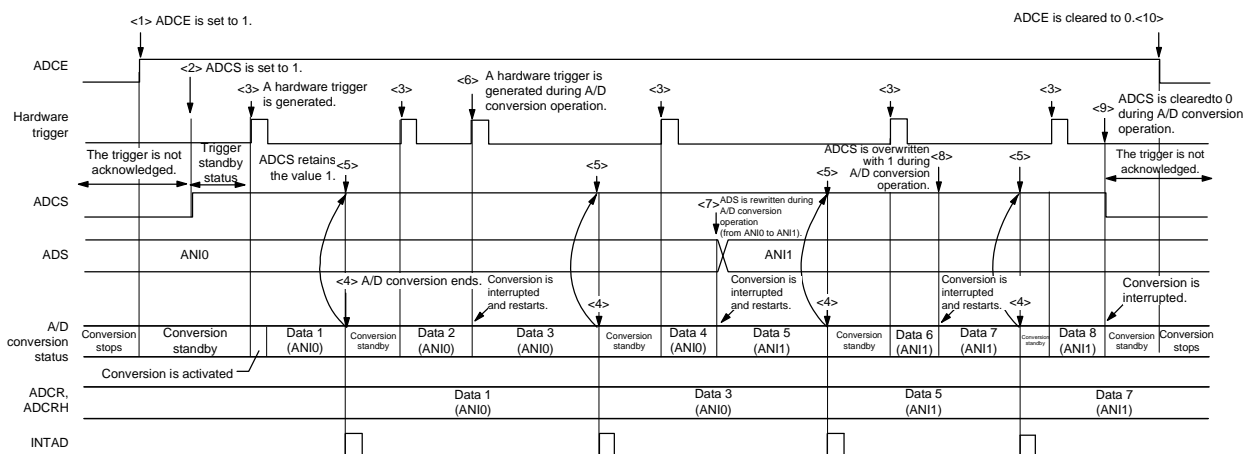 <1> ADCE is set to 1.
ADCE is cleared to 0.<10>
ADCE
<2> ADCS is set to 1.
<3> A hardware trigger
is generated.
<3>
<6> A hardware trigger is
generated during A/D
conversion operation.
<3>
<3>
<3>
<9> ADCS is clearedto 0
during A/D conversion
operation.
Hardware
trigger
The trigger is not
acknowledged.
Trigger
standby
status
ADCS retains
the value 1.
<5>
<5>
<5>
ADCS is overwritten
with 1 during
A/D conversion
operation.
<8>
<5>
The trigger is not
acknowledged.
ADCS
<7> ADS is rewritten during
A/D conversion
operation
(from ANI0 to ANI1).
ADS
ANI0
ANI1
<4> A/D conversion ends.
Conversion is
interrupted
and restarts.
<4>
Conversion is
interrupted
and restarts.
<4>
Conversion is
interrupted
and restarts.
<4>
Conversion is
interrupted.
A/D
conversion
status
Conversion
stops
Conversion
standby
Data 1
(ANI0)
Conversion
standby
Data 2
(ANI0)
Data 3
(ANI0)
Conversion
standby
Data 4
(ANI0)
Data 5
(ANI1)
Conversion
standby
Data 6
(ANI1)
Data 7
(ANI1)
Conversion
standby
Data 8
(ANI1)
Conversion
standby
Conversion
stops
Conversion is activated
ADCR,
ADCRH
Data 1
(ANI0)
Data 3
(ANI0)
Data 5
(ANI1)
Data 7
(ANI1)
INTAD